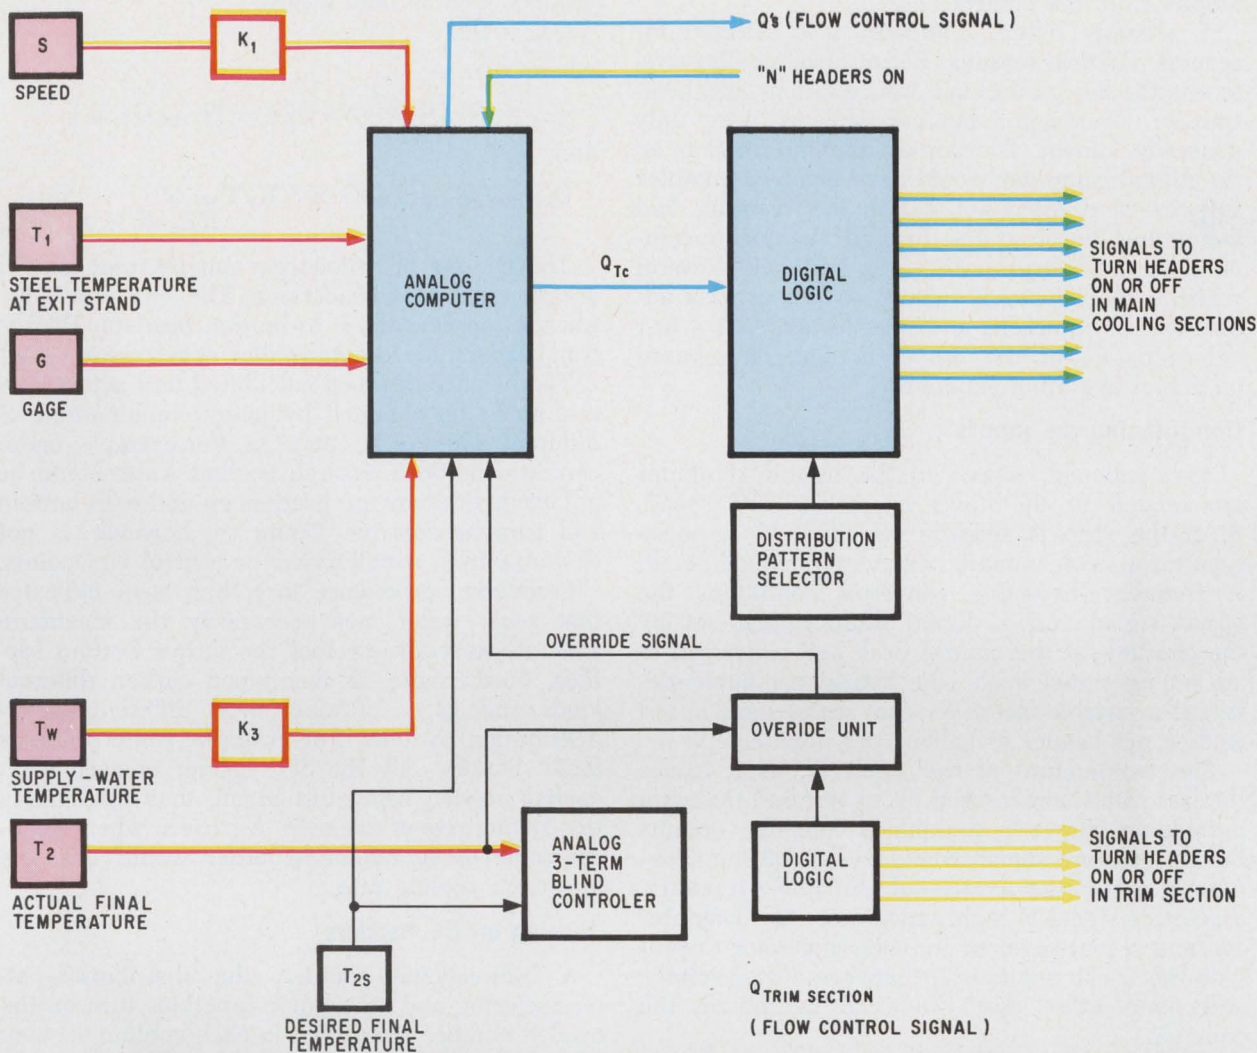 S
SPEED
K1
Q's (FLOW CONTROL SIGNAL)
"N" HEADERS ON
T1
STEEL TEMPERATURE
AT EXIT STAND
G
GAGE
ANALOG
COMPUTER
QTc
DIGITAL
LOGIC
SIGNALS TO
TURN HEADERS
ON OR OFF
IN MAIN
COOLING SECTIONS
DISTRIBUTION
PATTERN
SELECTOR
OVERRIDE SIGNAL
TW
SUPPLY-WATER
TEMPERATURE
K3
OVERIDE UNIT
T2
ACTUAL FINAL
TEMPERATURE
ANALOG
3-TERM
BLIND
CONTROLER
DIGITAL
LOGIC
SIGNALS TO
TURN HEADERS
ON OR OFF
IN TRIM SECTION
T2S
DESIRED FINAL
TEMPERATURE
QTRIM SECTION
(FLOW CONTROL SIGNAL)